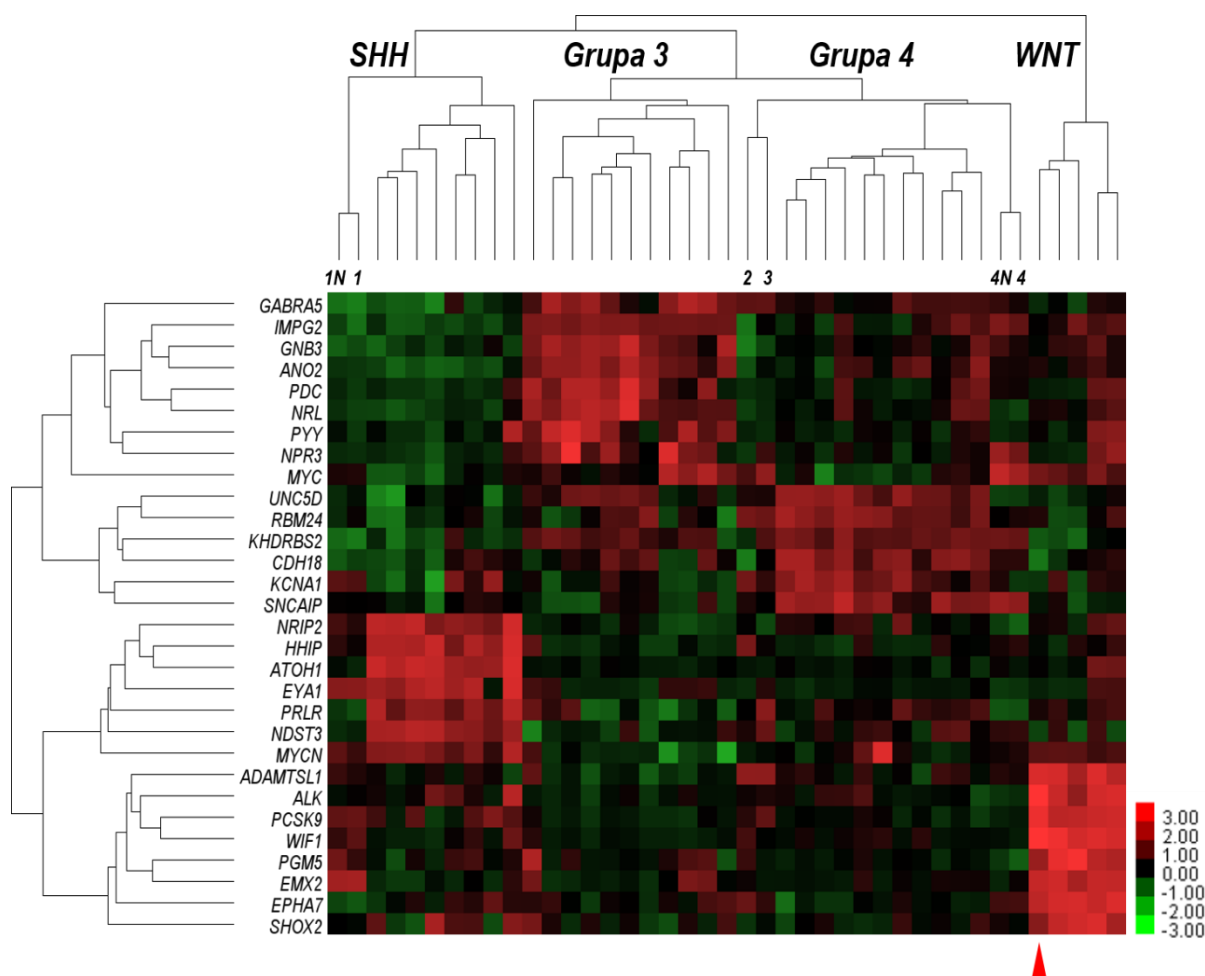 SHH Grupa 3 Grupa 4 WNT
1N 1 2 3 4N 4
GABRA5
IMPG2
GNB3
ANO2
PDC
NRL
PYY
NPR3
MYC
UNC5D
RBM24
KHDRBS2
CDH18
KCNA1
SNCAIP
NRIP2
HHIP
ATOH1
EYA1
PRLR
NDST3
MYCN
ADAMTSL1
ALK
PCSK9
WIF1
PGM5
EMX2
EPHA7
SHOX2
3.00
2.00
1.00
0.00
-1.00
-2.00
-3.00